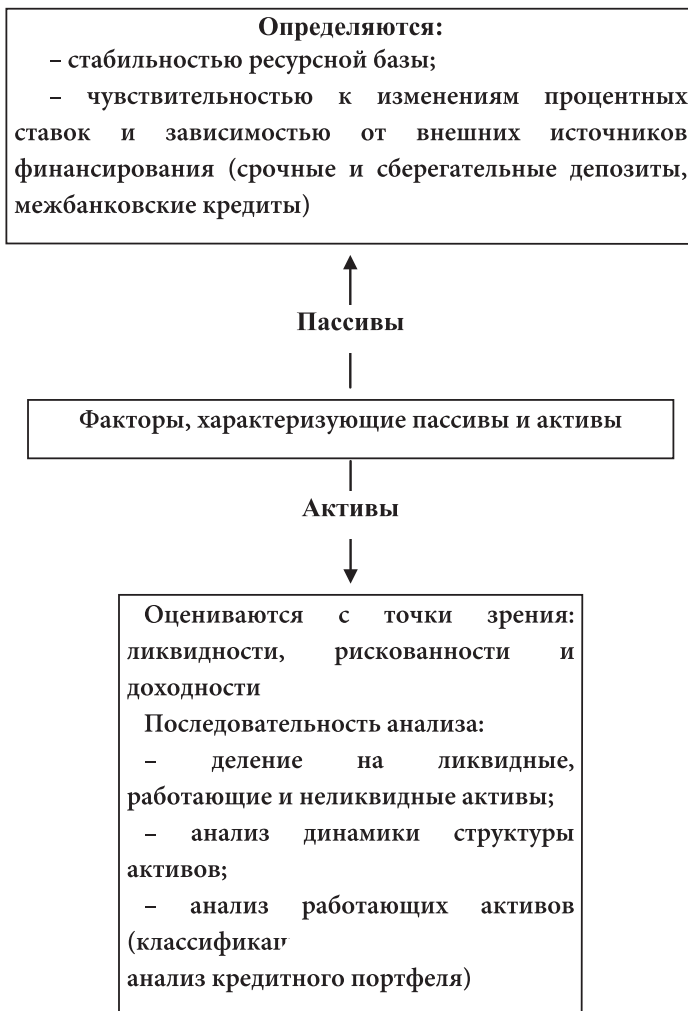 Определяются:
– стабильностью ресурсной базы;
– чувствительностью к изменениям процентных
ставок и зависимостью от внешних источников
финансирования (срочные и сберегательные депозиты,
межбанковские кредиты)
Пассивы
Факторы, характеризующие пассивы и активы
Активы
Оцениваются с точки зрения:
ликвидности, рискованности и
доходности
Последовательность анализа:
– деление на ликвидные,
работающие и неликвидные активы;
– анализ динамики структуры
активов;
– анализ работающих активов
анализ кредитного портфеля)